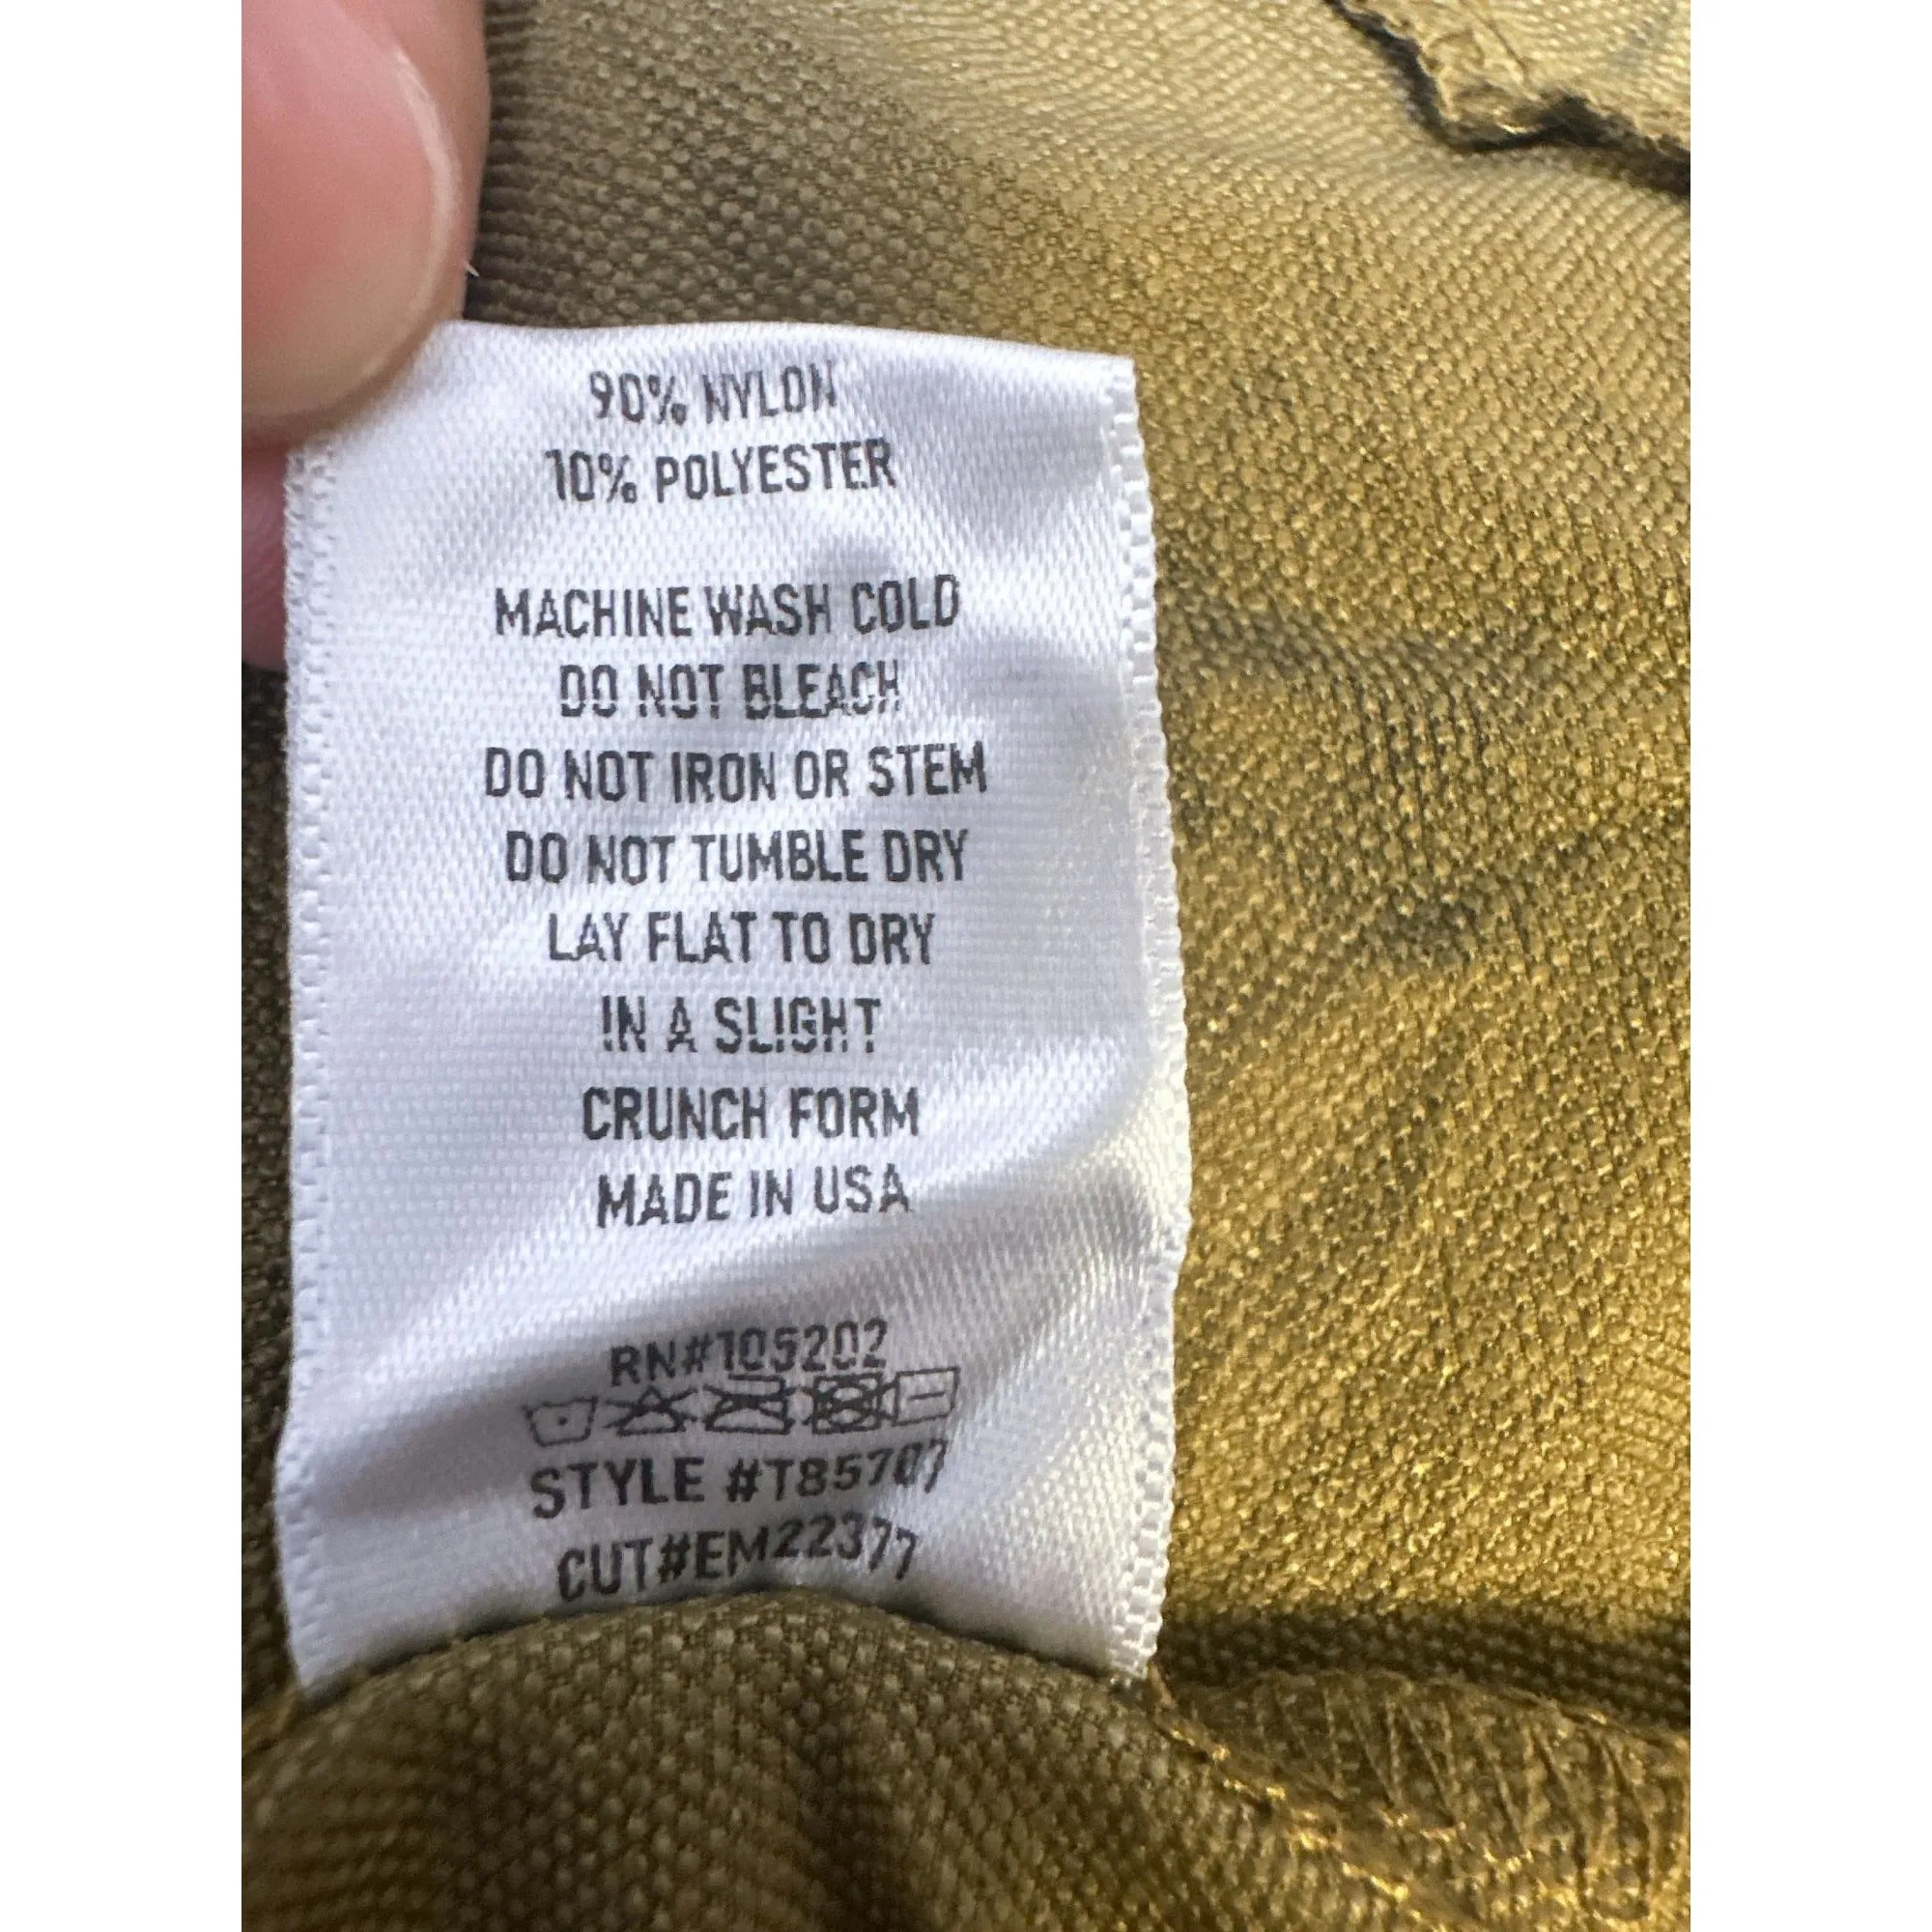 90% NYLON
10% POLYESTER
MACHINE WASH COLD
DO NOT BLEACH
DO NOT IRON OR STEM
DO NOT TUMBLE DRY
LAY FLAT TO DRY
IN A SLIGHT
CRUNCH FORM
MADE IN USA
RN#105202
STYLE #T85707
CUT#EM22377